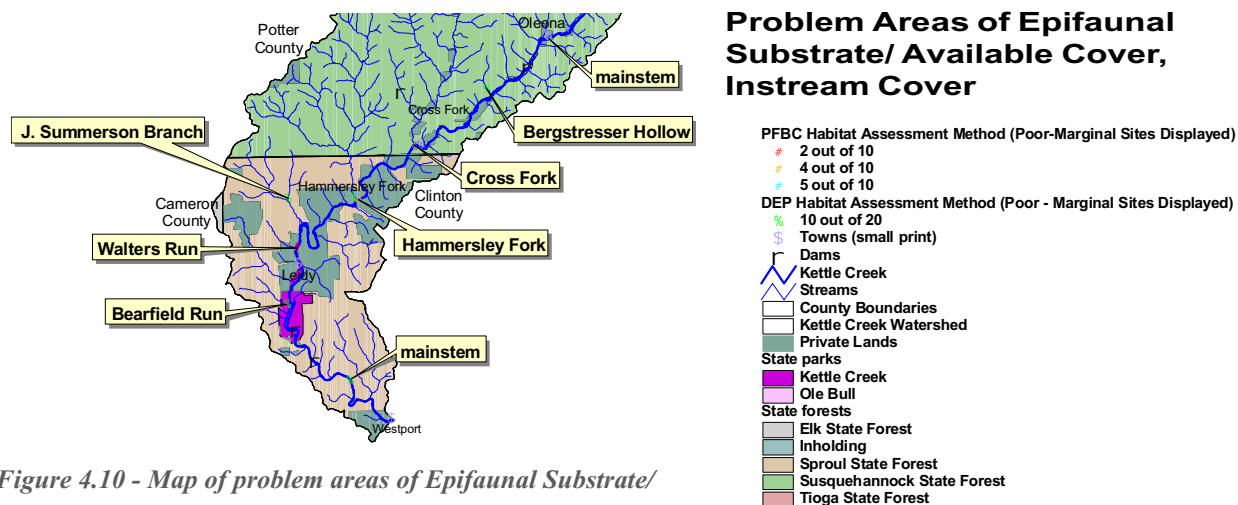 Problem Areas of Epifaunal
Substrate/ Available Cover,
Instream Cover
Oleona
Potter
County
mainstem
Cross Fork
J. Summerson Branch
Bergstresser Hollow
Cross Fork
Hammersley Fork
Clinton
County
Cameron
County
Walters Run
Hammersley Fork
Leidy
Bearfield Run
mainstem
Westport
PFBC Habitat Assessment Method (Poor-Marginal Sites Displayed)
# 2 out of 10
# 4 out of 10
# 5 out of 10
DEP Habitat Assessment Method (Poor - Marginal Sites Displayed)
% 10 out of 20
$ Towns (small print)
r Dams
Kettle Creek
Streams
County Boundaries
Kettle Creek Watershed
Private Lands
State parks
Kettle Creek
Ole Bull
State forests
Elk State Forest
Inholding
Sproul State Forest
Susquehannock State Forest
Tioga State Forest
Figure 4.10 - Map of problem areas of Epifaunal Substrate/